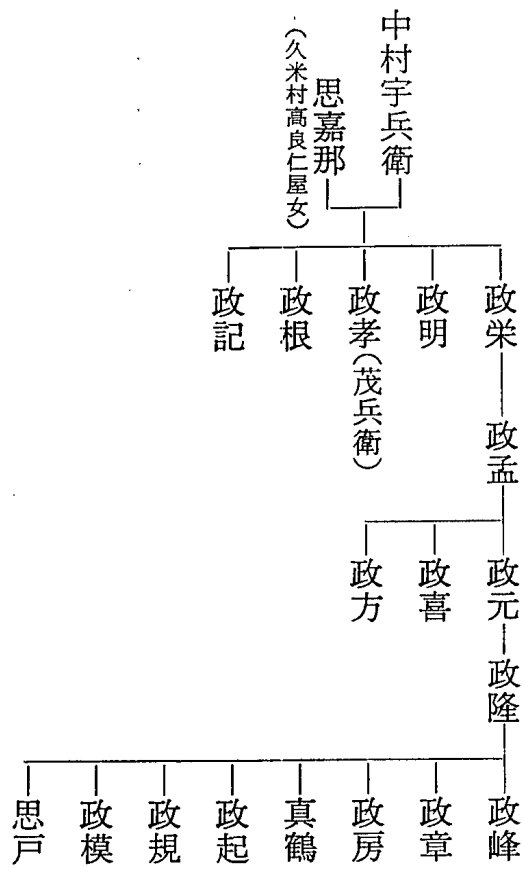 中村宇兵衛
思嘉那
（久米村高良仁屋女）
政栄
政明
政孝（茂兵衛）
政根
政記
政孟
政元
政喜
政方
政隆
政峰
政章
政房
真鶴
政起
政規
政模
思戸